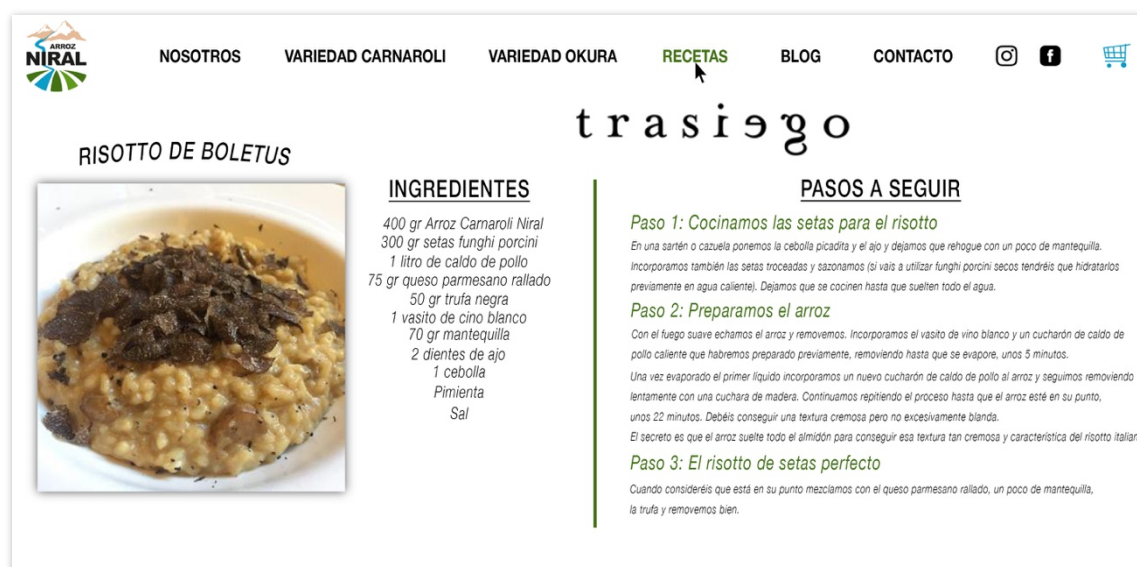 ARROZ
NIRAL
NOSOTROS
VARIEDAD CARNAROLI
VARIEDAD OKURA
RECETAS
BLOG
CONTACTO
trasiego
RISOTTO DE BOLETUS
INGREDIENTES
400 gr Arroz Carnaroli Niral
300 gr setas funghi porcini
1 litro de caldo de pollo
75 gr queso parmesano rallado
50 gr trufa negra
1 vasito de cino blanco
70 gr mantequilla
2 dientes de ajo
1 cebolla
Pimienta
Sal
PASOS A SEGUIR
Paso 1: Cocinamos las setas para el risotto
En una sartén o cazuela ponemos la cebolla picadita y el ajo y dejamos que rehogue con un poco de mantequilla.
Incorporamos también las setas troceadas y sazonamos (si vais a utilizar funghi porcini secos tendréis que hidratarlos
previamente en agua caliente). Dejamos que se cocinen hasta que suelten todo el agua.
Paso 2: Preparamos el arroz
Con el fuego suave echamos el arroz y removemos. Incorporamos el vasito de vino blanco y un cucharón de caldo de
pollo caliente que habremos preparado previamente, removiendo hasta que se evapore, unos 5 minutos.
Una vez evaporado el primer líquido incorporamos un nuevo cucharón de caldo de pollo al arroz y seguimos removiendo
lentamente con una cuchara de madera. Continuamos repitiendo el proceso hasta que el arroz esté en su punto,
unos 22 minutos. Debéis conseguir una textura cremosa pero no excesivamente blanda.
El secreto es que el arroz suelte todo el almidón para conseguir esa textura tan cremosa y característica del risotto italian
Paso 3: El risotto de setas perfecto
Cuando consideréis que está en su punto mezclamos con el queso parmesano rallado, un poco de mantequilla,
la trufa y removemos bien.